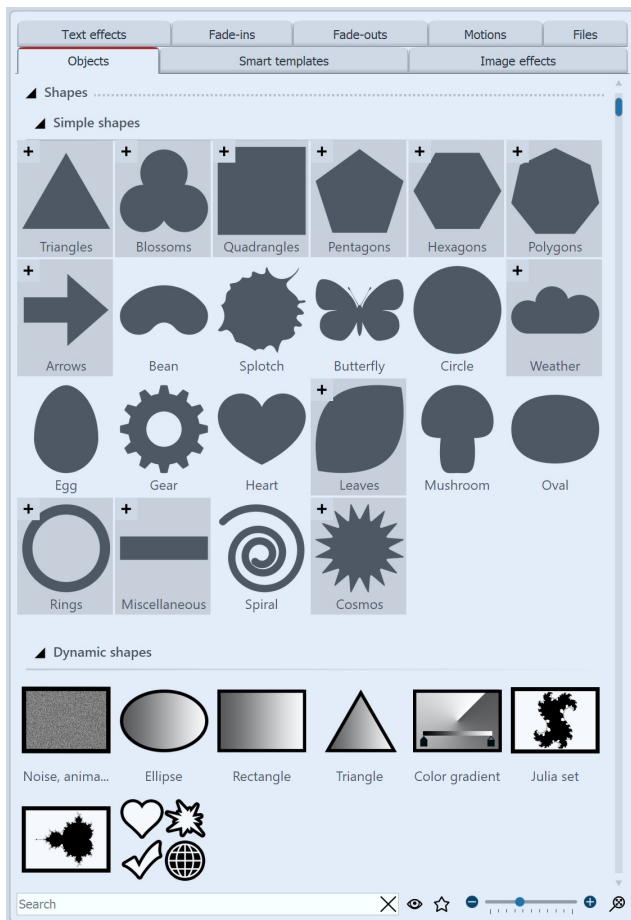 Text effects Fade-ins Fade-outs Motions Files
Objects Smart templates Image effects
Shapes
Simple shapes
Triangles Blossoms Quadrangles Pentagons Hexagons Polygons
Arrows Bean Splotch Butterfly Circle Weather
Egg Gear Heart Leaves Mushroom Oval
Rings Miscellaneous Spiral Cosmos
Dynamic shapes
Noise, anima... Ellipse Rectangle Triangle Color gradient Julia set
Search